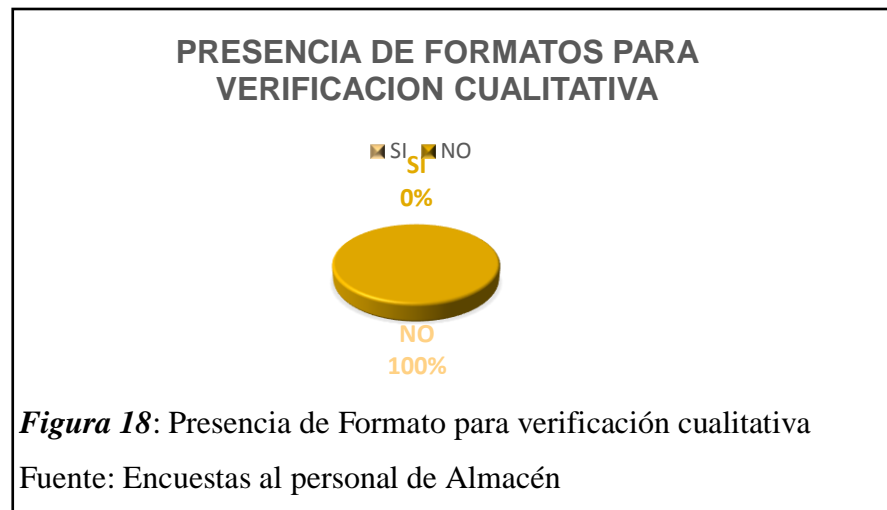 PRESENCIA DE FORMATOS PARA
VERIFICACION CUALITATIVA
SI NO
SI
0%
NO
100%
Figura 18: Presencia de Formato para verificación cualitativa
Fuente: Encuestas al personal de Almacén